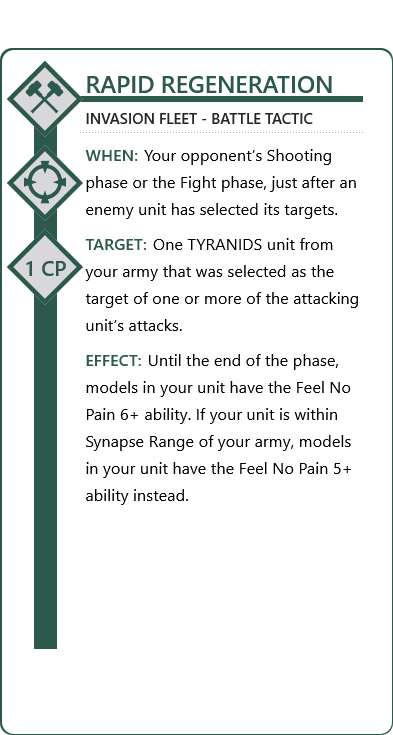 RAPID REGENERATION
INVASION FLEET - BATTLE TACTIC
WHEN: Your opponent’s Shooting
phase or the Fight phase, just after an
enemy unit has selected its targets.
1 CP
TARGET: One TYRANIDS unit from
your army that was selected as the
target of one or more of the attacking
unit’s attacks.
EFFECT: Until the end of the phase,
models in your unit have the Feel No
Pain 6+ ability. If your unit is within
Synapse Range of your army, models
in your unit have the Feel No Pain 5+
ability instead.